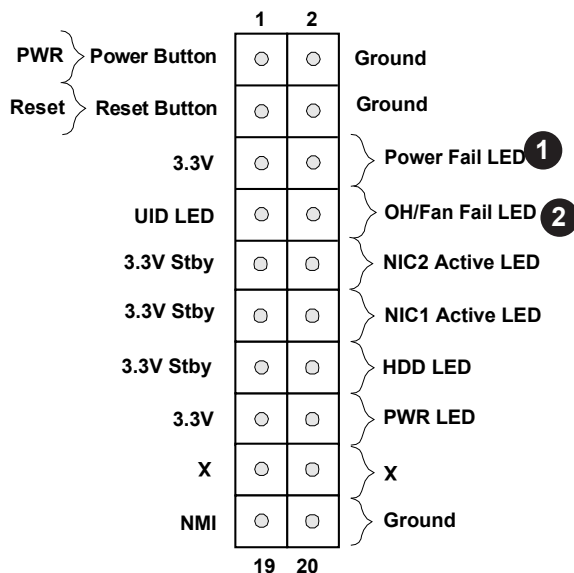 1 2
PWR Power Button Ground
Reset Reset Button Ground
3.3V Power Fail LED 1
UID LED OH/Fan Fail LED 2
3.3V Stby NIC2 Active LED
3.3V Stby NIC1 Active LED
3.3V Stby HDD LED
3.3V PWR LED
X X
NMI Ground
19 20